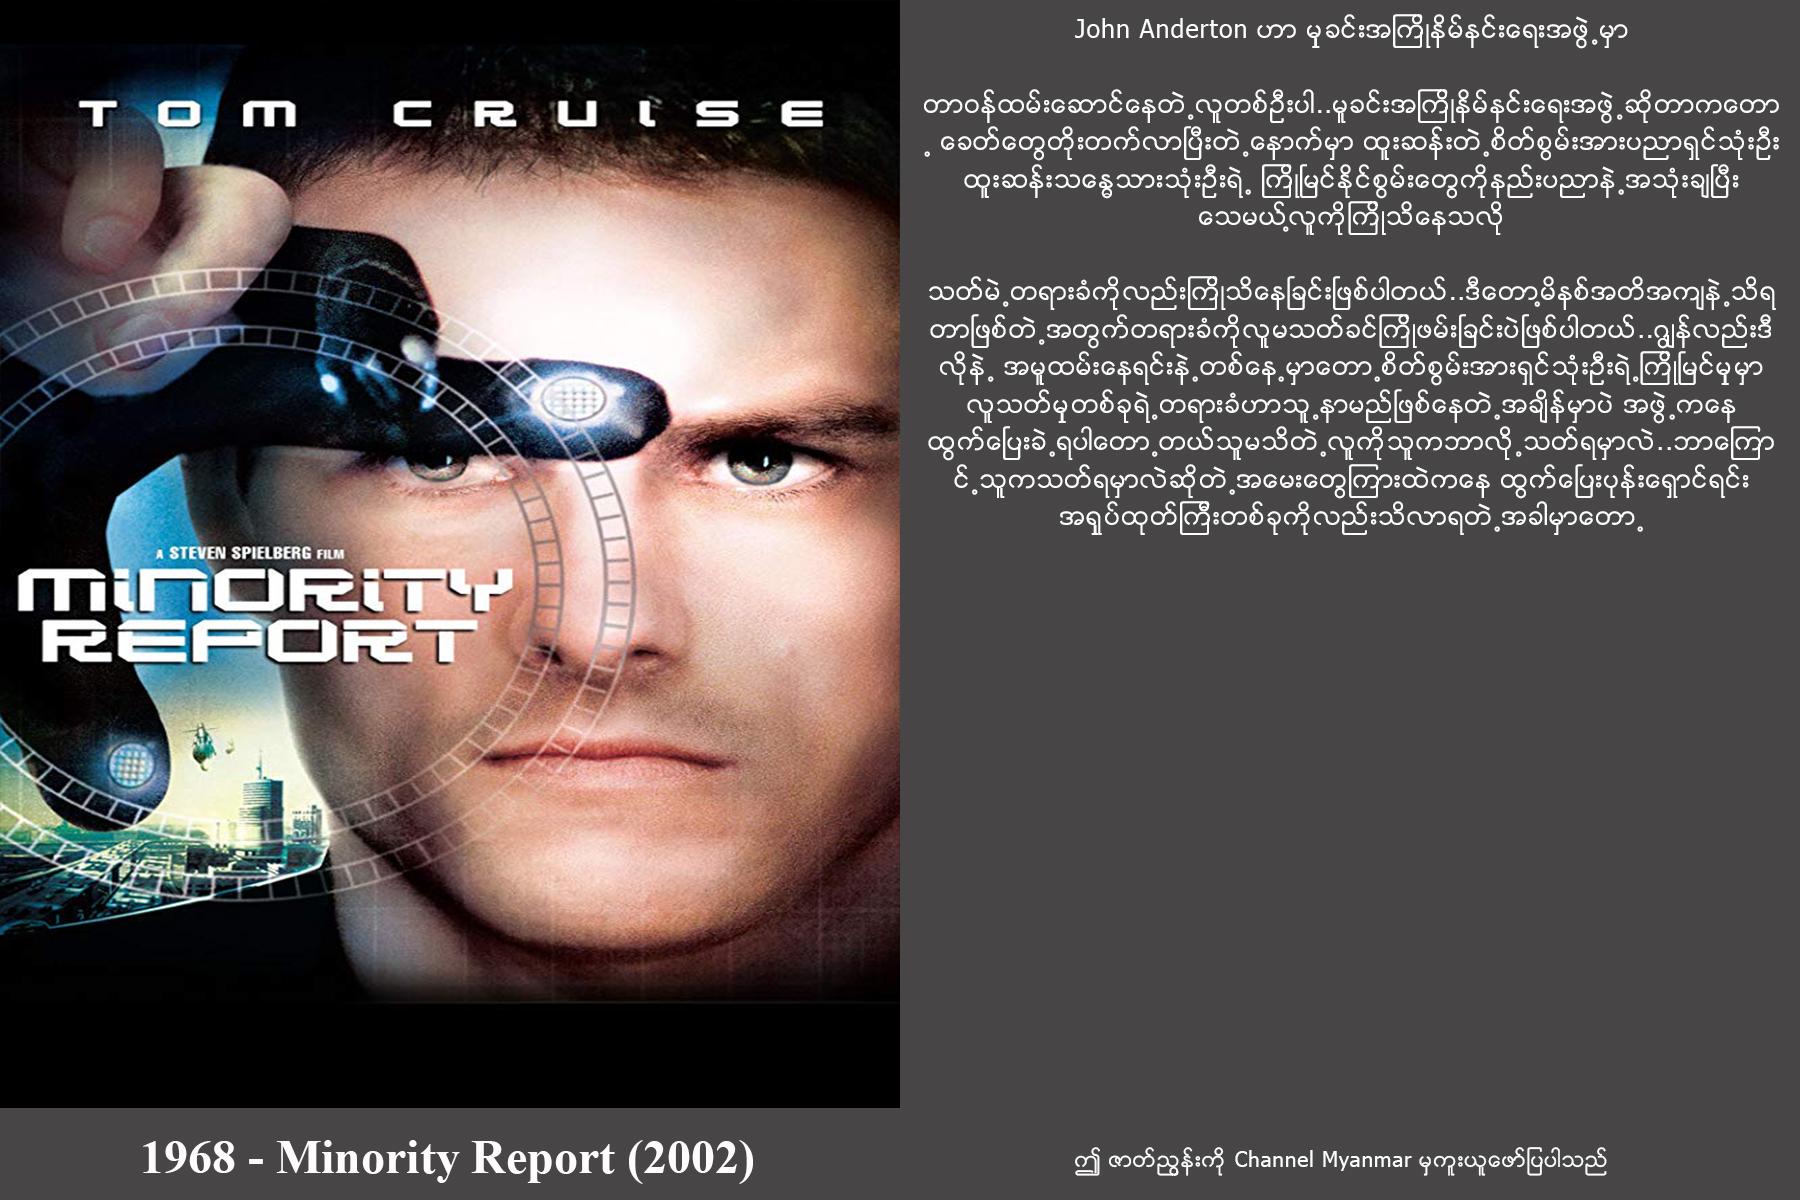 TOM CRUISE
A STEVEN SPIELBERG FILM
MINORITY
REPORT
1968 - Minority Report (2002)
John Anderton ဟာ မှုခင်းအကြိုနှိမ်နင်းရေးအဖွဲ့မှာ
တာဝန်ထမ်းဆောင်နေတဲ့လူတစ်ဦးပါ..မှုခင်းအကြိုနှိမ်နင်းရေးအဖွဲ့ဆိုတာကတော
့ ခေတ်တွေတိုးတက်လာပြီးတဲ့နောက်မှာ ထူးဆန်းတဲ့စိတ်စွမ်းအားပညာရှင်သုံးဦး
ထူးဆန်းသန္ဓေသားသုံးဦးရဲ့ ကြိုမြင်နိုင်စွမ်းတွေကိုနည်းပညာနဲ့အသုံးချပြီး
သေမယ့်လူကိုကြိုသိနေသလို
သတ်မဲ့တရားခံကိုလည်းကြိုသိနေခြင်းဖြစ်ပါတယ်..ဒီတော့မိနစ်အတိအကျနဲ့သိရ
တာဖြစ်တဲ့အတွက်တရားခံကိုလူမသတ်ခင်ကြိုဖမ်းခြင်းပဲဖြစ်ပါတယ်..ဂျွန်လည်းဒီ
လိုနဲ့ အမှုထမ်းနေရင်းနဲ့တစ်နေ့မှာတော့စိတ်စွမ်းအားရှင်သုံးဦးရဲ့ကြိုမြင်မှုမှာ
လူသတ်မှုတစ်ခုရဲ့တရားခံဟာသူ့နာမည်ဖြစ်နေတဲ့အချိန်မှာပဲ အဖွဲ့ကနေ
ထွက်ပြေးခဲ့ရပါတော့တယ်သူမသိတဲ့လူကိုသူကဘာလို့သတ်ရမှာလဲ..ဘာကြော
င့်သူကသတ်ရမှာလဲဆိုတဲ့အမေးတွေကြားထဲကနေ ထွက်ပြေးပုန်းရှောင်ရင်း
အရှုပ်ထုတ်ကြီးတစ်ခုကိုလည်းသိလာရတဲ့အခါမှာတော့
ဤ ဇာတ်ညွှန်းကို Channel Myanmar မှကူးယူဖော်ပြပါသည်